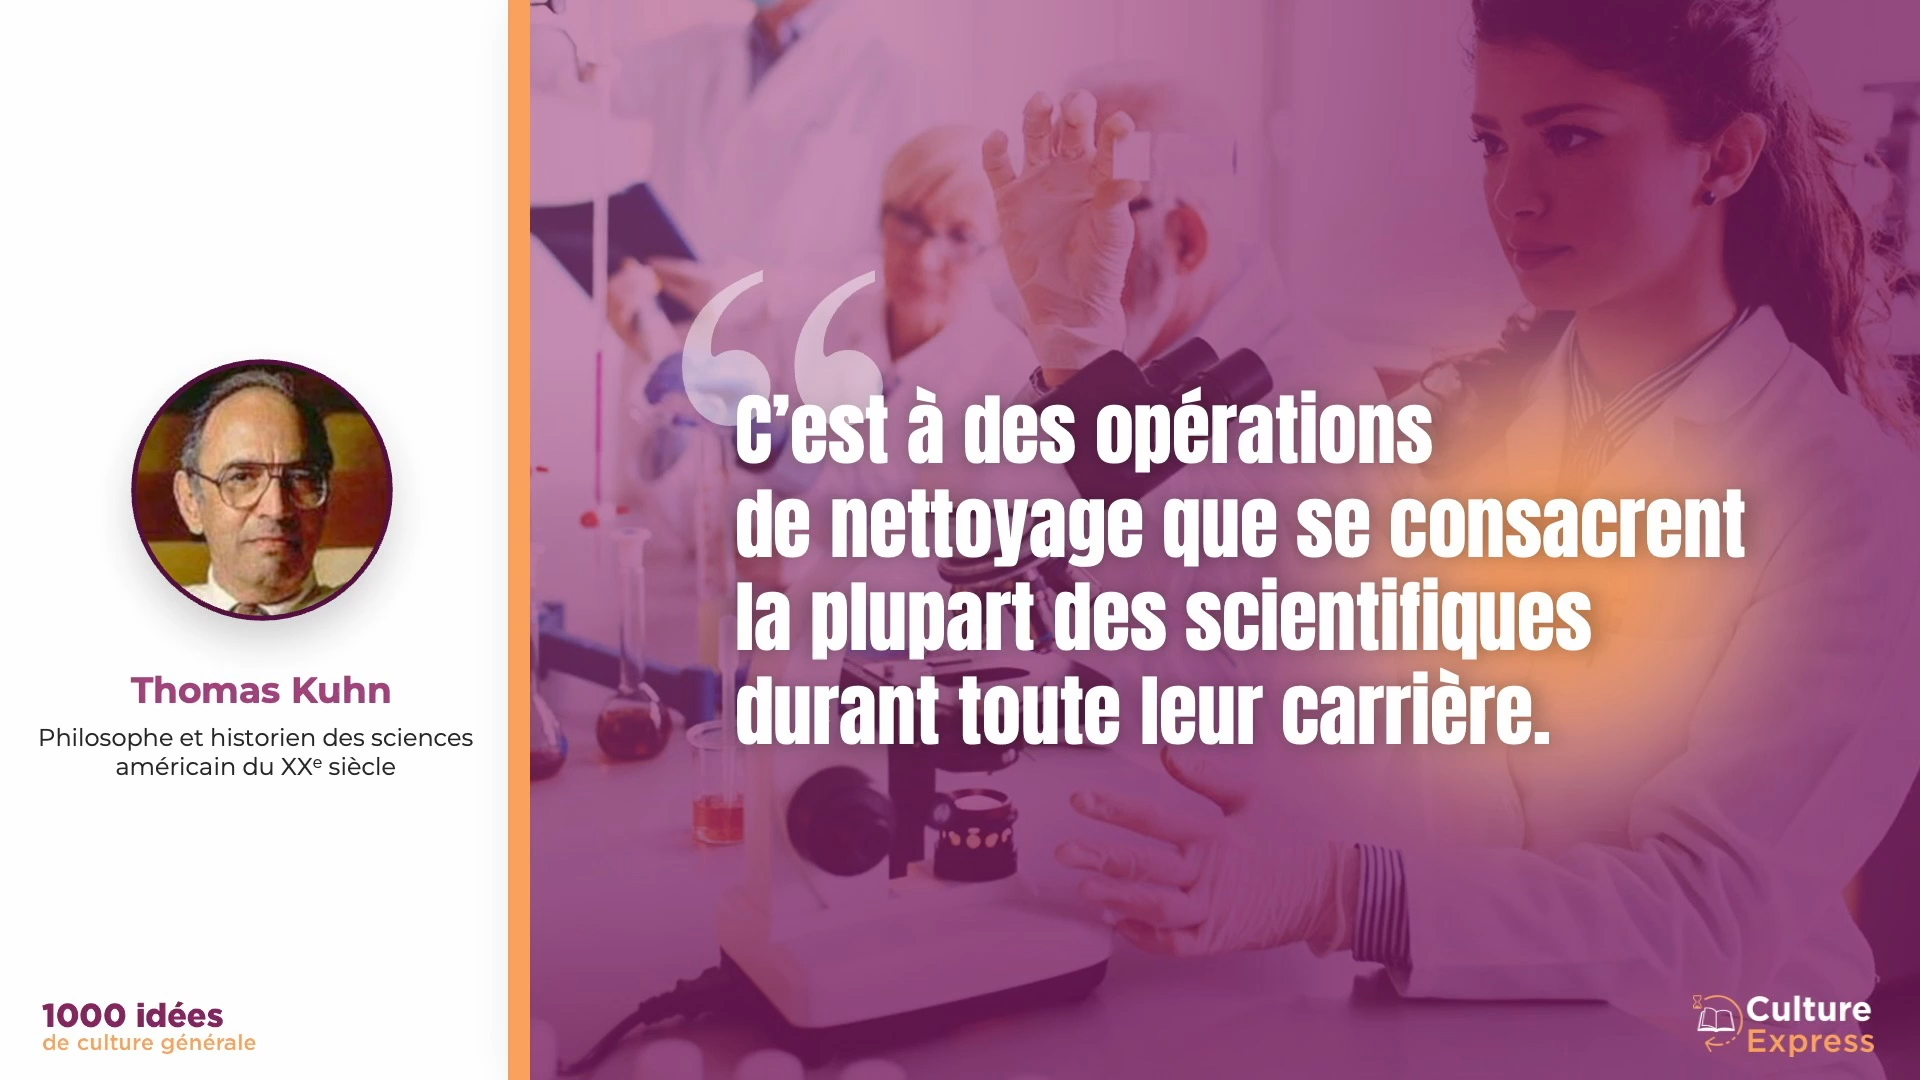 Thomas Kuhn
Philosophe et historien des sciences
américain du XXᵉ siècle
1000 idées
de culture générale
“
C’est à des opérations
de nettoyage que se consacrent
la plupart des scientifiques
durant toute leur carrière.
Culture
Express